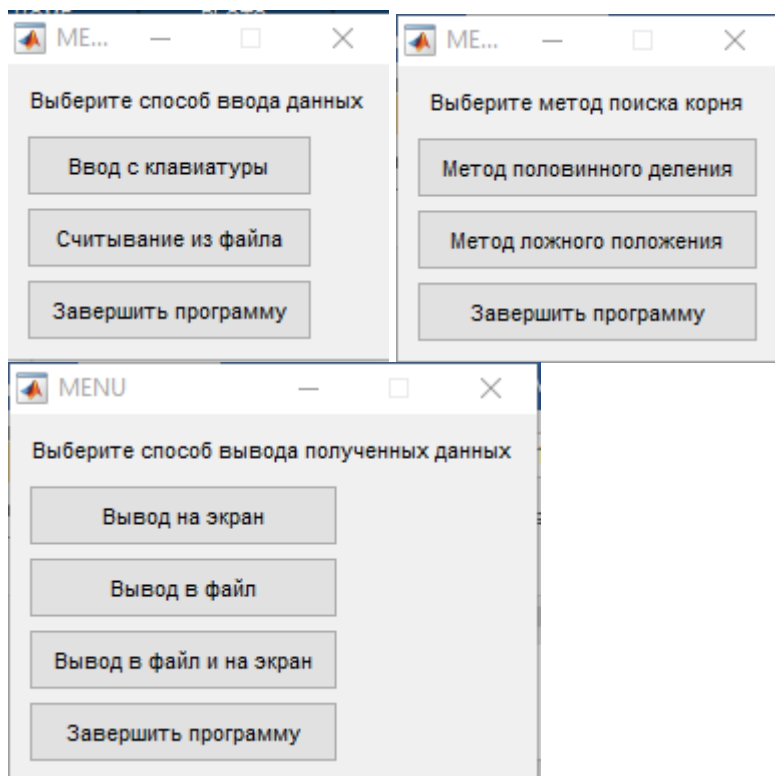 ME...
Выберите способ ввода данных
Ввод с клавиатуры
Считывание из файла
Завершить программу
ME...
Выберите метод поиска корня
Метод половинного деления
Метод ложного положения
Завершить программу
MENU
Выберите способ вывода полученных данных
Вывод на экран
Вывод в файл
Вывод в файл и на экран
Завершить программу